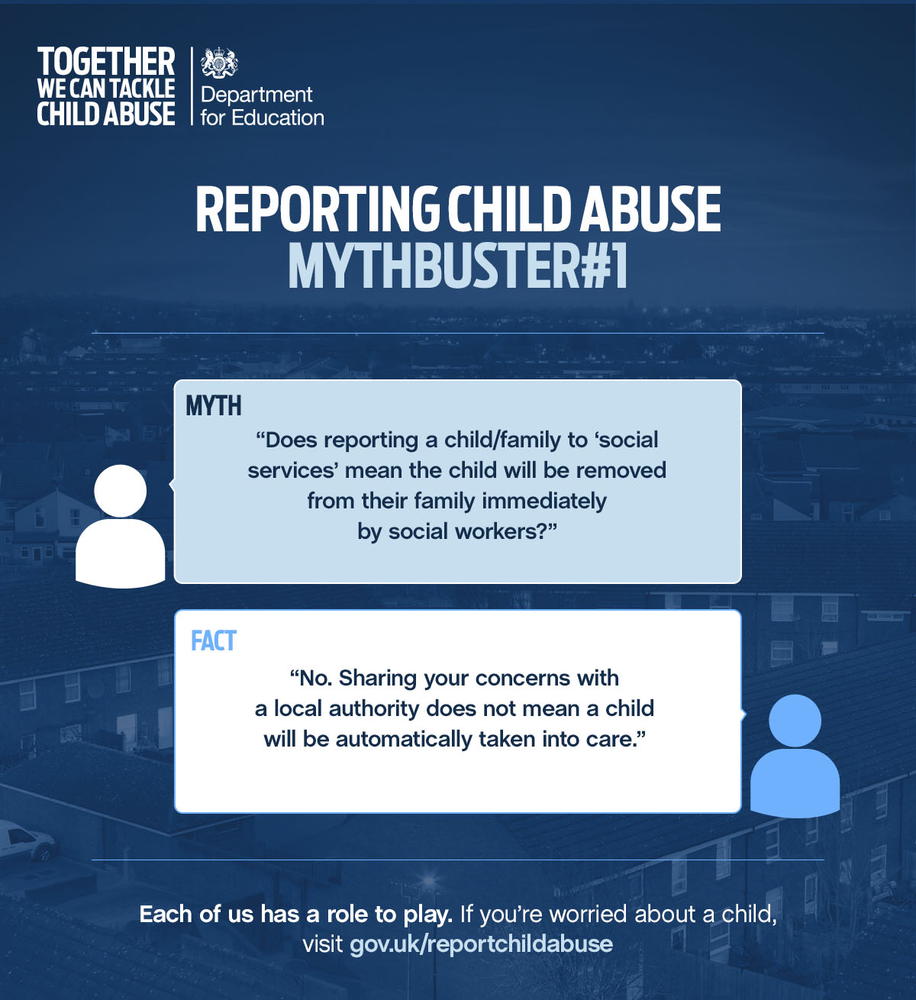 TOGETHER
WE CAN TACKLE
CHILD ABUSE
Department
for Education
REPORTING CHILD ABUSE
MYTHBUSTER#1
MYTH
“Does reporting a child/family to ‘social
services’ mean the child will be removed
from their family immediately
by social workers?”
FACT
“No. Sharing your concerns with
a local authority does not mean a child
will be automatically taken into care.”
Each of us has a role to play. If you’re worried about a child,
visit gov.uk/reportchildabuse